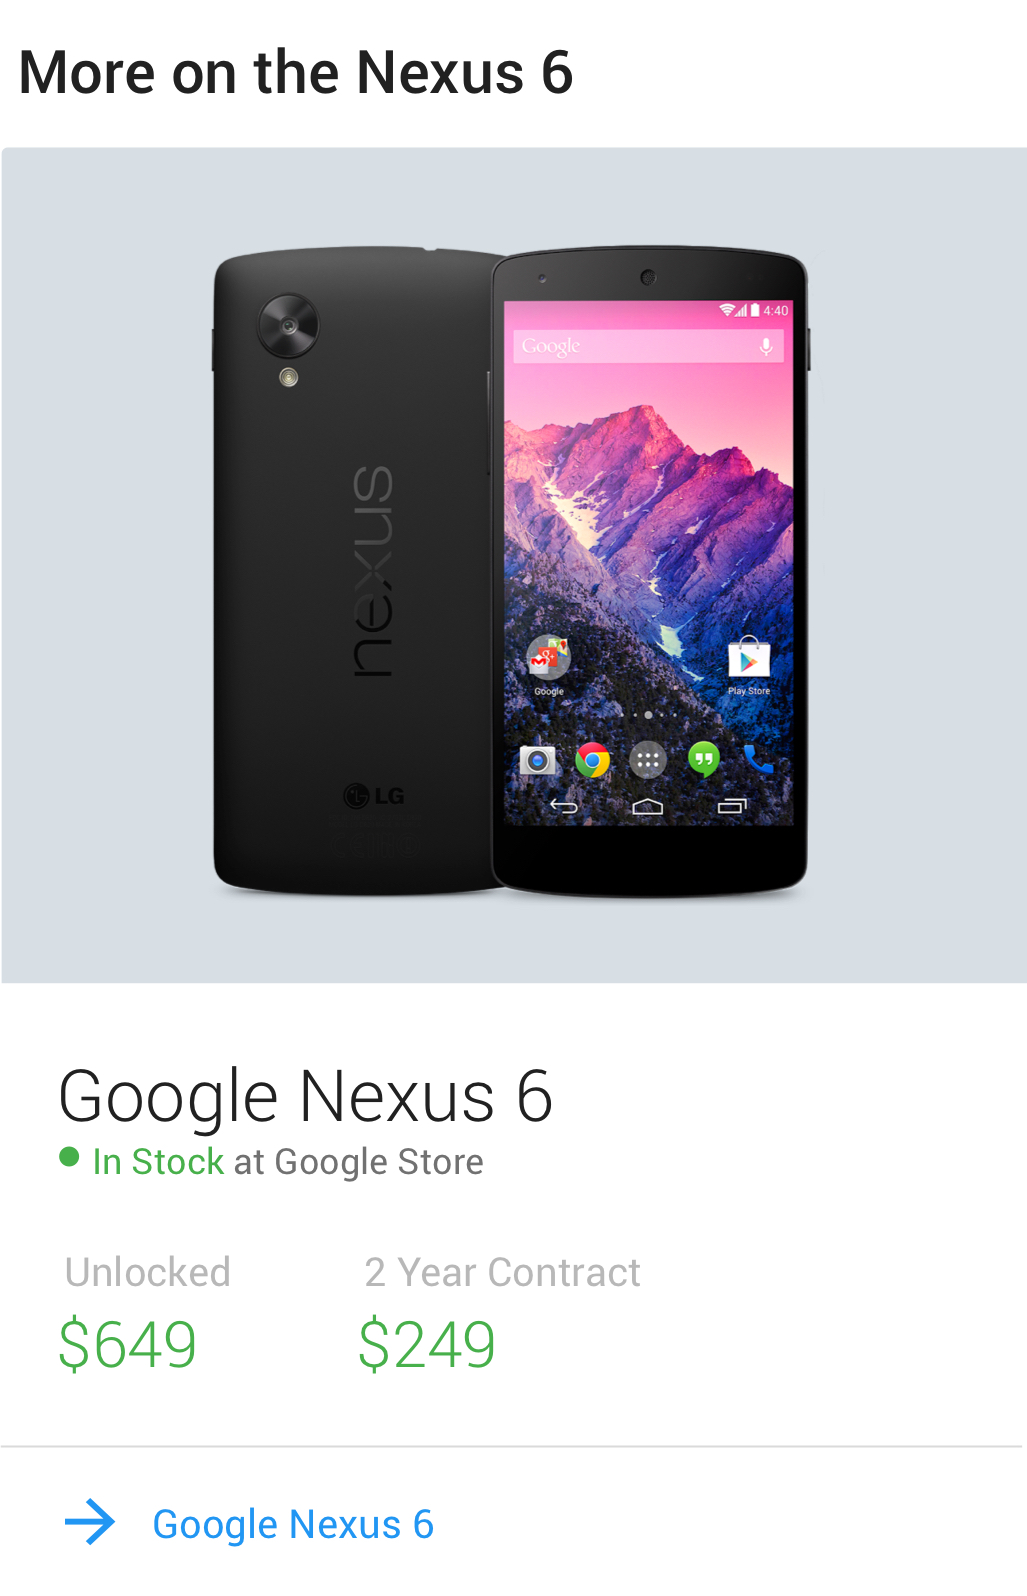 More on the Nexus 6
4:40
Google
nexus
Google
Play Store
LG
Google Nexus 6
In Stock at Google Store
Unlocked
2 Year Contract
$649
$249
Google Nexus 6